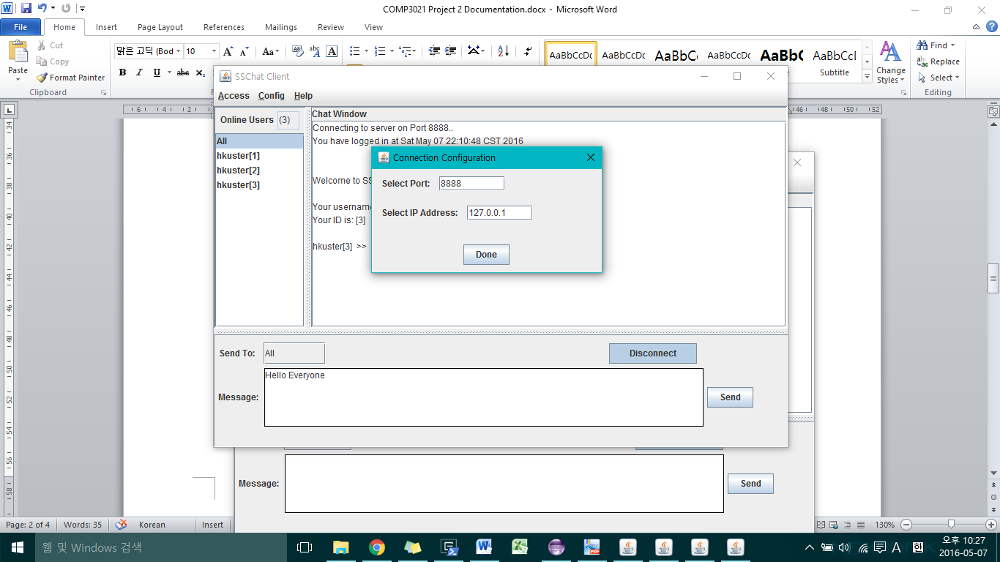 COMP3021 Project 2 Documentation.docx - Microsoft Word
File Home Insert Page Layout References Mailings Review View
Paste
Cut
Copy
Format Painter
Clipboard
맑은 고딕 (Bod 10
AaBbCcDc AaBbCcDc AaBbCc AaBbCcDc AaBbCc AaBbCcI
Subtitle
Change Styles
Find
Replace
Select
Editing
SSChat Client
Access Config Help
Online Users (3)
All
hkuster[1]
hkuster[2]
hkuster[3]
Chat Window
Connecting to server on Port 8888..
You have logged in at Sat May 07 22:10:48 CST 2016
Welcome to SS
Your username
Your ID is: [3]
hkuster[3] >>
Connection Configuration
Select Port: 8888
Select IP Address: 127.0.0.1
Done
Send To: All
Disconnect
Message: Hello Everyone
Send
Message:
Send
Page: 2 of 4 Words: 35 Korean Insert 130%
웹 및 Windows 검색
A 한 오후 10:27
2016-05-07